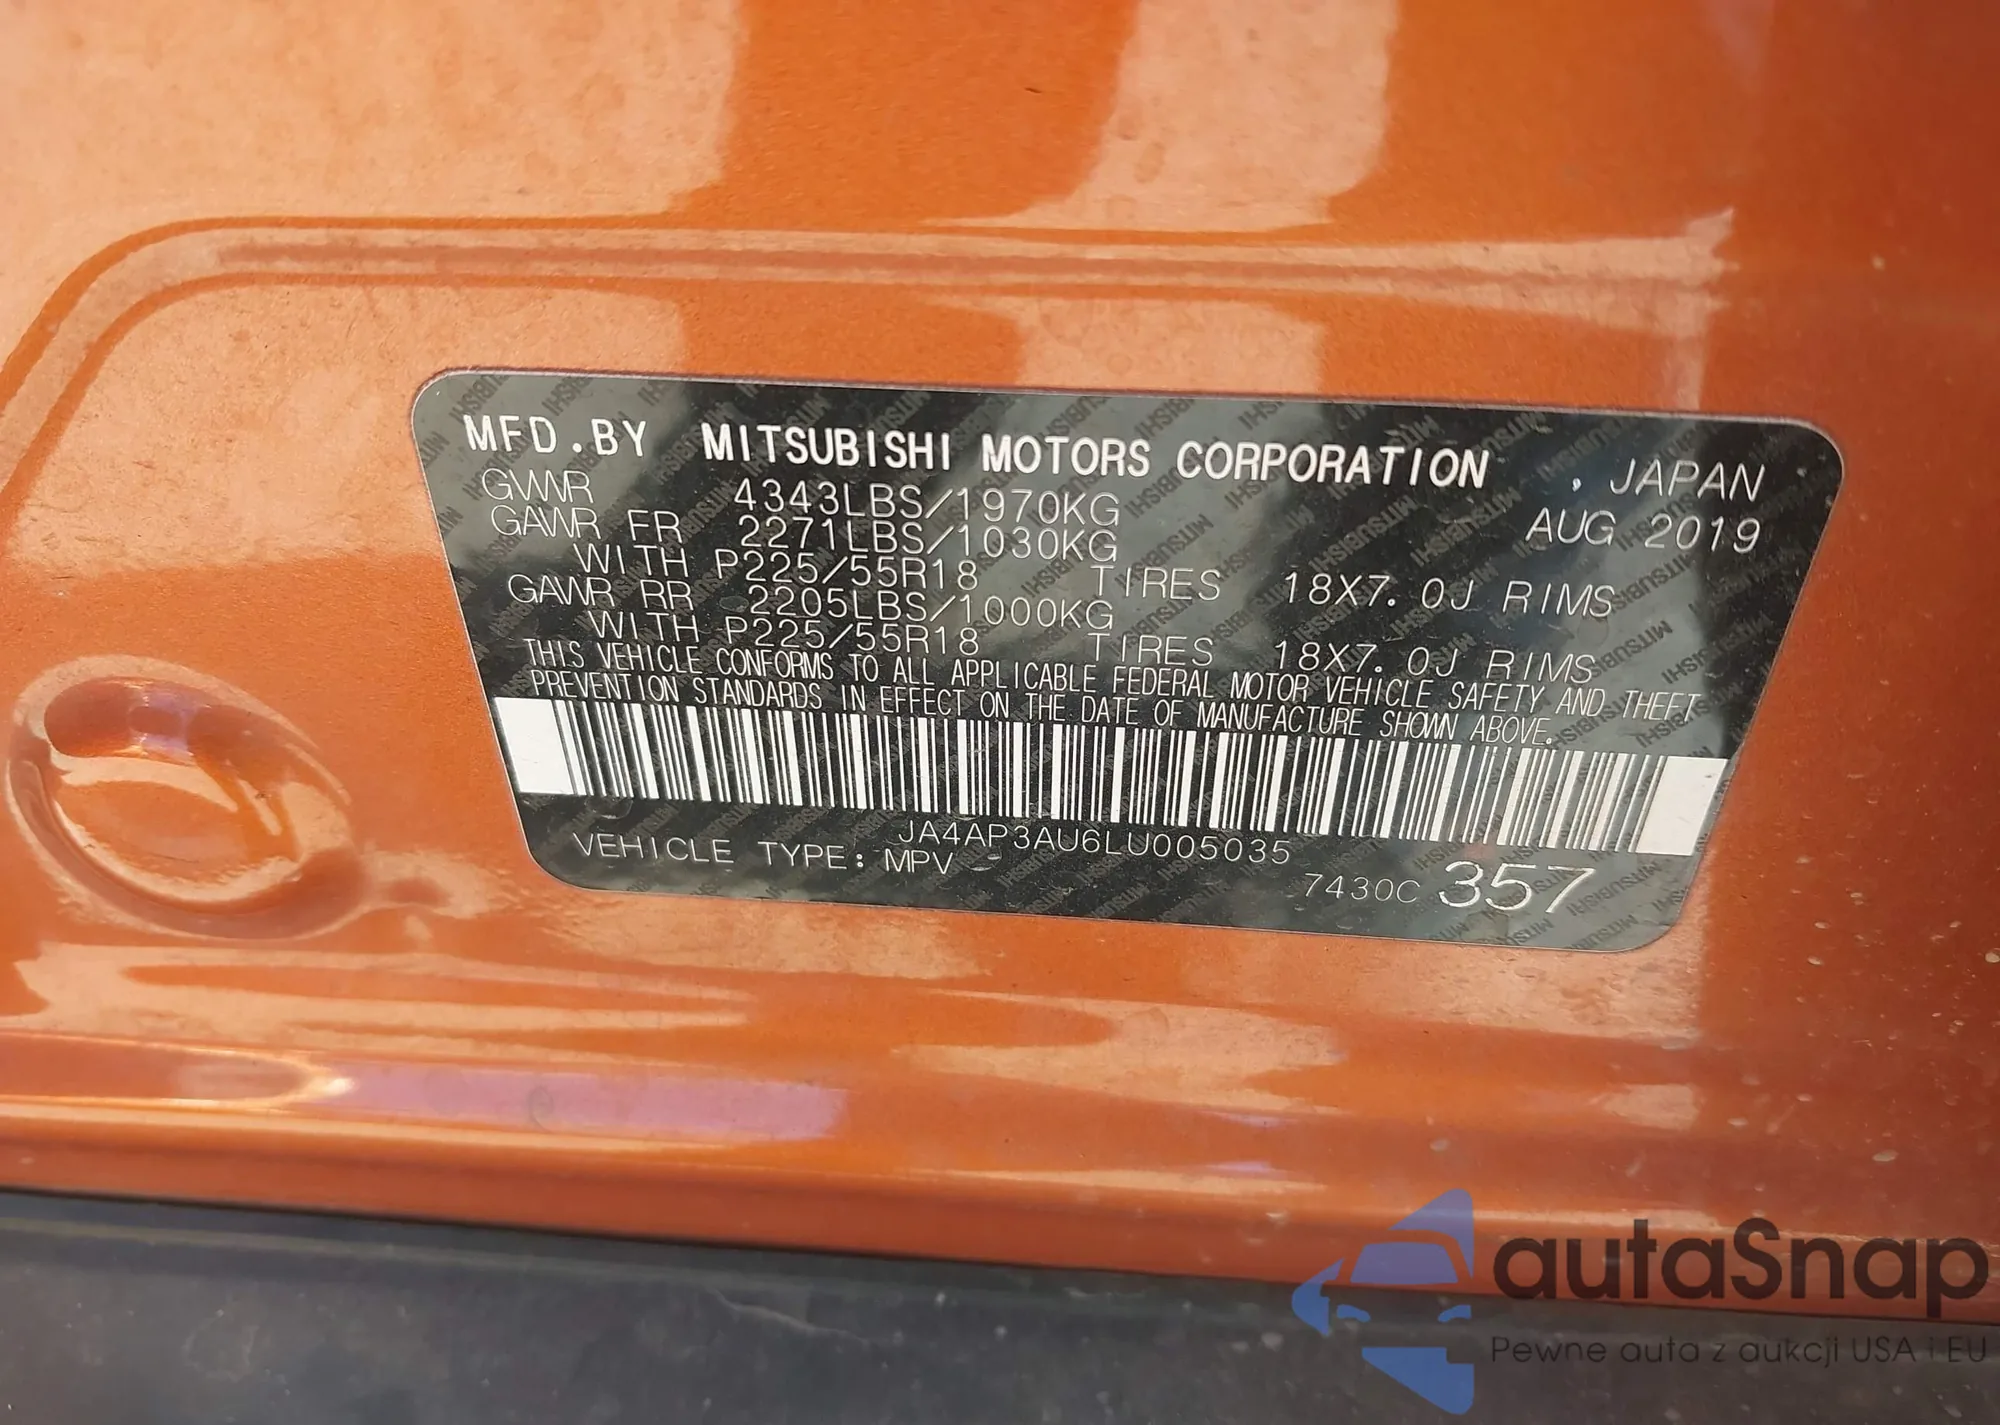 MFD.BY MITSUBISHI MOTORS CORPORATION , JAPAN
GVWR 4343LBS/1970KG AUG 2019
GAWR FR 2271LBS/1030KG
WITH P225/55R18 TIRES 18X7.0J RIMS
GAWR RR 2205LBS/1000KG
WITH P225/55R18 TIRES 18X7.0J RIMS
THIS VEHICLE CONFORMS TO ALL APPLICABLE FEDERAL MOTOR VEHICLE SAFETY AND THEFT
PREVENTION STANDARDS IN EFFECT ON THE DATE OF MANUFACTURE SHOWN ABOVE.
JA4AP3AU6LU005035
VEHICLE TYPE: MPV 7430C 357
autaSnap
Pewne auta z aukcji USA i EU